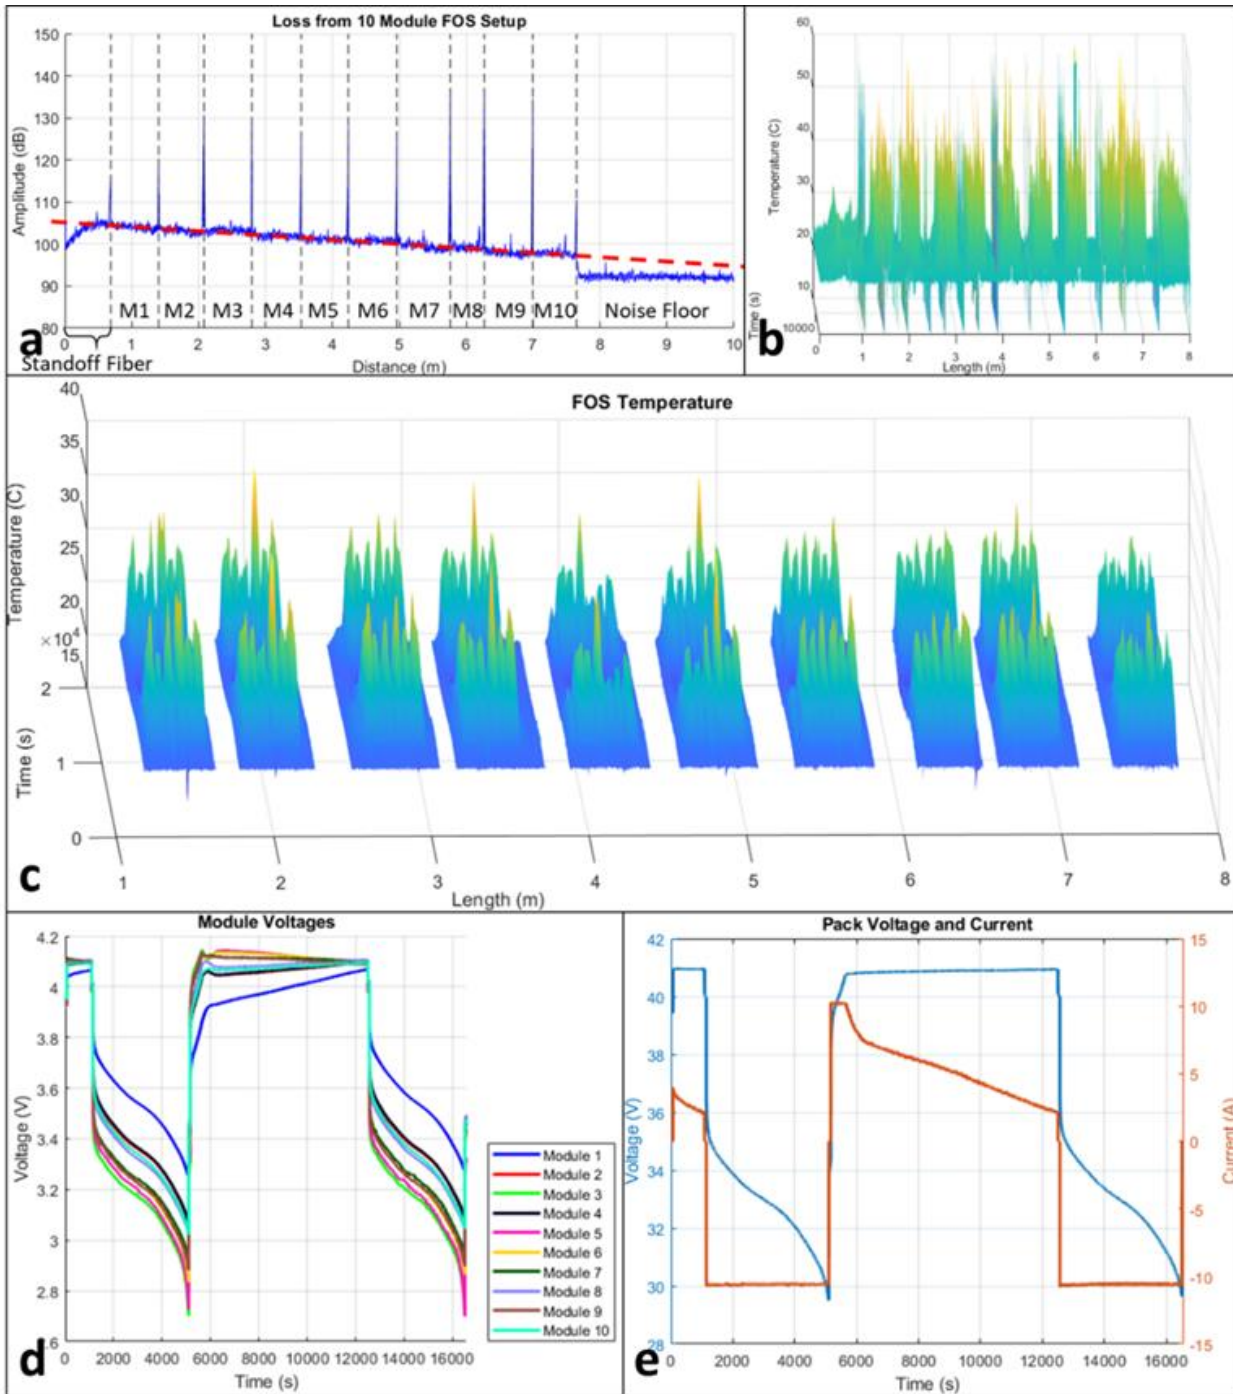 Loss from 10 Module FOS Setup
150
140
130
120
110
100
90
80
Amplitude (dB)
M1 M2 M3 M4 M5 M6 M7 M8 M9 M10 Noise Floor
0 1 2 3 4 5 6 7 8 9 10
Standoff Fiber
Distance (m)
a
60
50
40
30
20
10
Temperature (C)
Time (s)
10000
0 1 2 3 4 5 6 7 8
Length (m)
b
FOS Temperature
40
35
30
25
20
15
Temperature (C)
×10⁴
2
1
0
Time (s)
1 2 3 4 5 6 7 8
Length (m)
c
Module Voltages
4.2
4
3.8
3.6
3.4
3.2
3
2.8
2.6
Voltage (V)
0 2000 4000 6000 8000 10000 12000 14000 16000
Time (s)
Module 1
Module 2
Module 3
Module 4
Module 5
Module 6
Module 7
Module 8
Module 9
Module 10
d
Pack Voltage and Current
42
40
38
36
34
32
30
28
Voltage (V)
15
10
5
0
-5
-10
-15
Current (A)
0 2000 4000 6000 8000 10000 12000 14000 16000
Time (s)
e